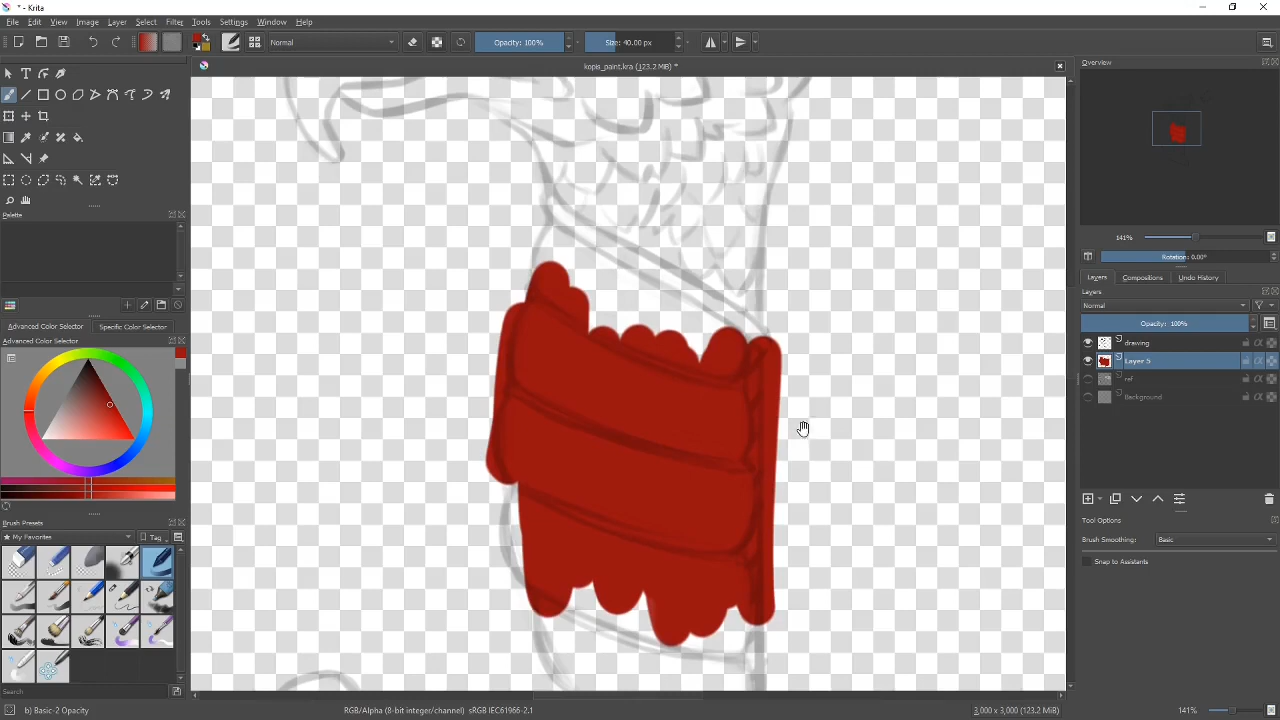 * - Krita
File Edit View Image Layer Select Filter Tools Settings Window Help
Normal Opacity: 100% Size: 40.00 px
kopis_paint.kra (123.2 MiB) *
Overview
141%
Rotation: 0.00°
Palette
Advanced Color Selector Specific Color Selector
Advanced Color Selector
Layers Compositions Undo History
Layers
Normal
Opacity: 100%
drawing
Layer 5
ref
Background
Tool Options
Brush Smoothing: Basic
Snap to Assistants
Brush Presets
My Favorites Tag
Search
b) Basic-2 Opacity RGB/Alpha (8-bit integer/channel) sRGB IEC61966-2.1 3,000 x 3,000 (123.2 MiB) 141%